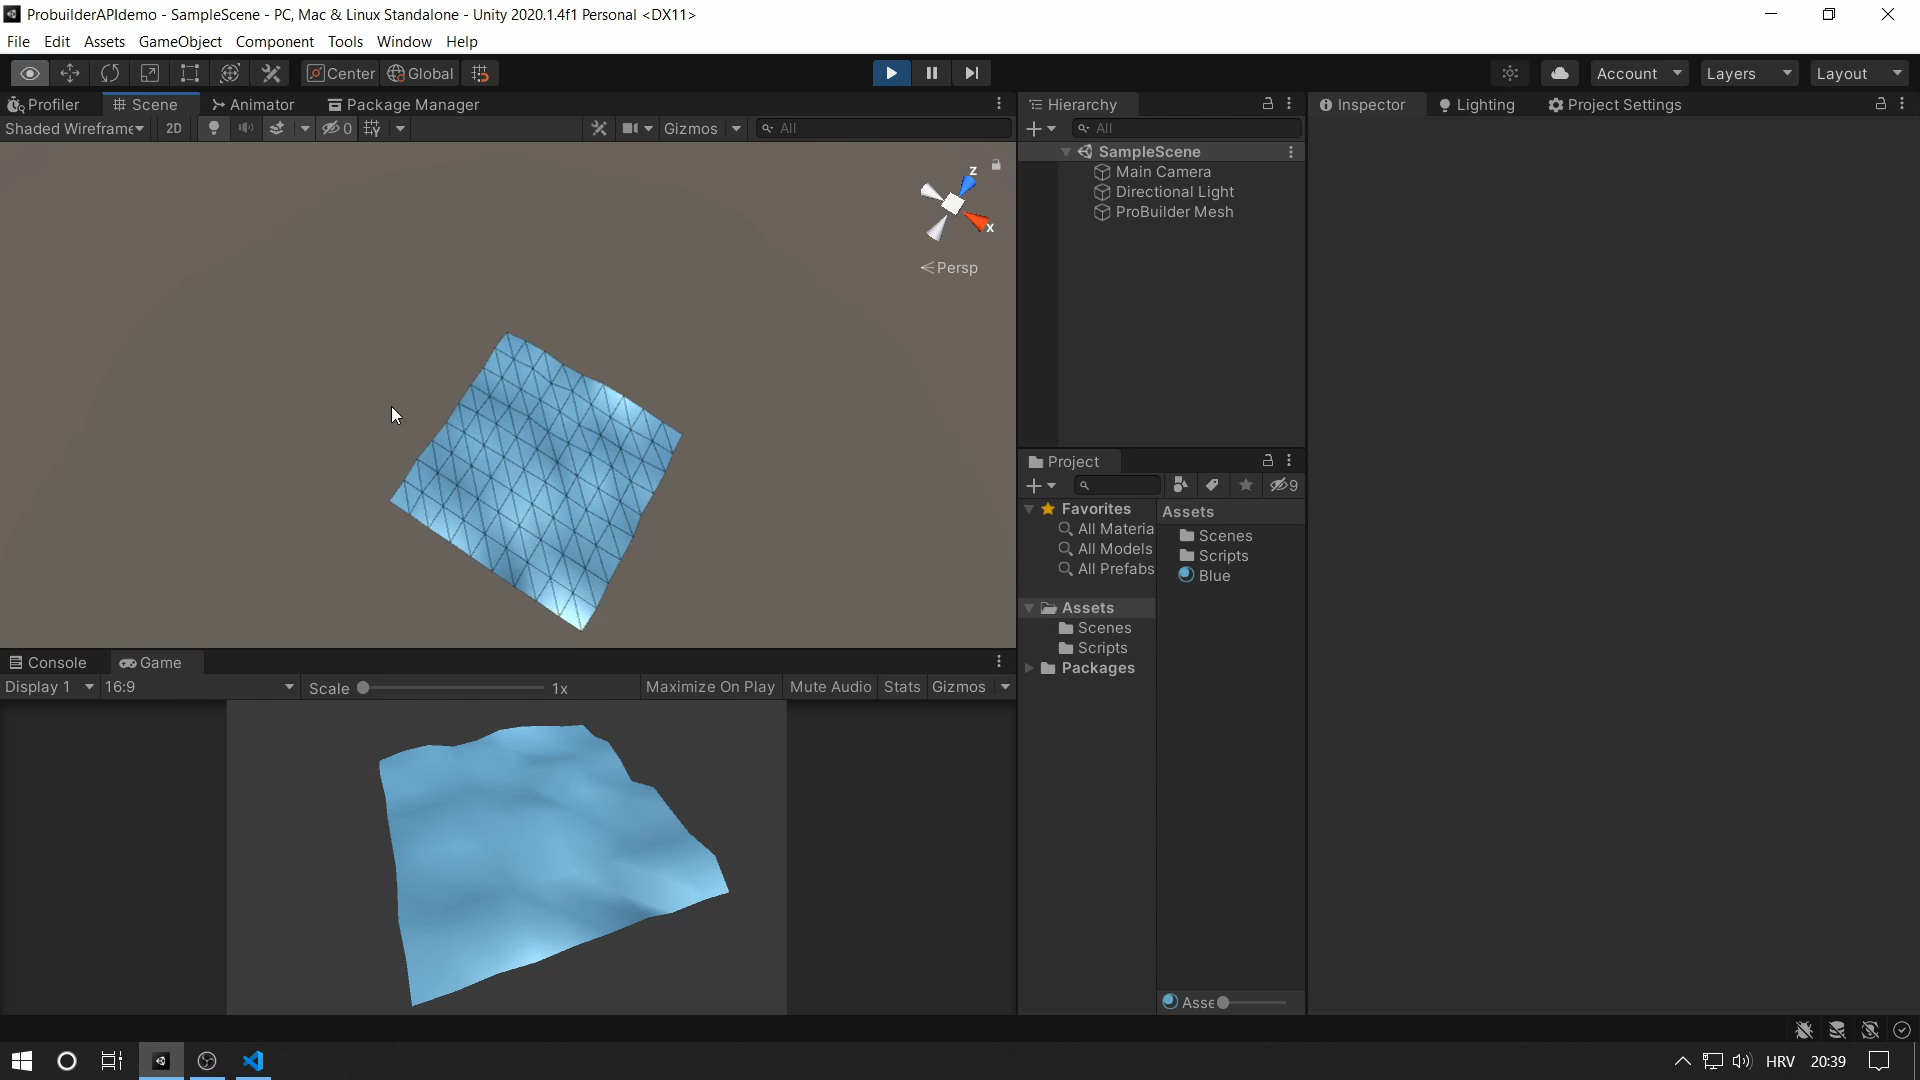 ProbuilderAPIdemo - SampleScene - PC, Mac & Linux Standalone - Unity 2020.1.4f1 Personal <DX11>
File Edit Assets GameObject Component Tools Window Help
Center Global Account Layers Layout
Profiler Scene Animator Package Manager
Shaded Wireframe 2D 0 Gizmos All
z
x
Persp
Hierarchy
All
SampleScene
Main Camera
Directional Light
ProBuilder Mesh
Inspector Lighting Project Settings
Project
9
Favorites
All Materia
All Models
All Prefabs
Assets
Scenes
Scripts
Packages
Assets
Scenes
Scripts
Blue
Asse
Console Game
Display 1 16:9 Scale 1x Maximize On Play Mute Audio Stats Gizmos
HRV 20:39